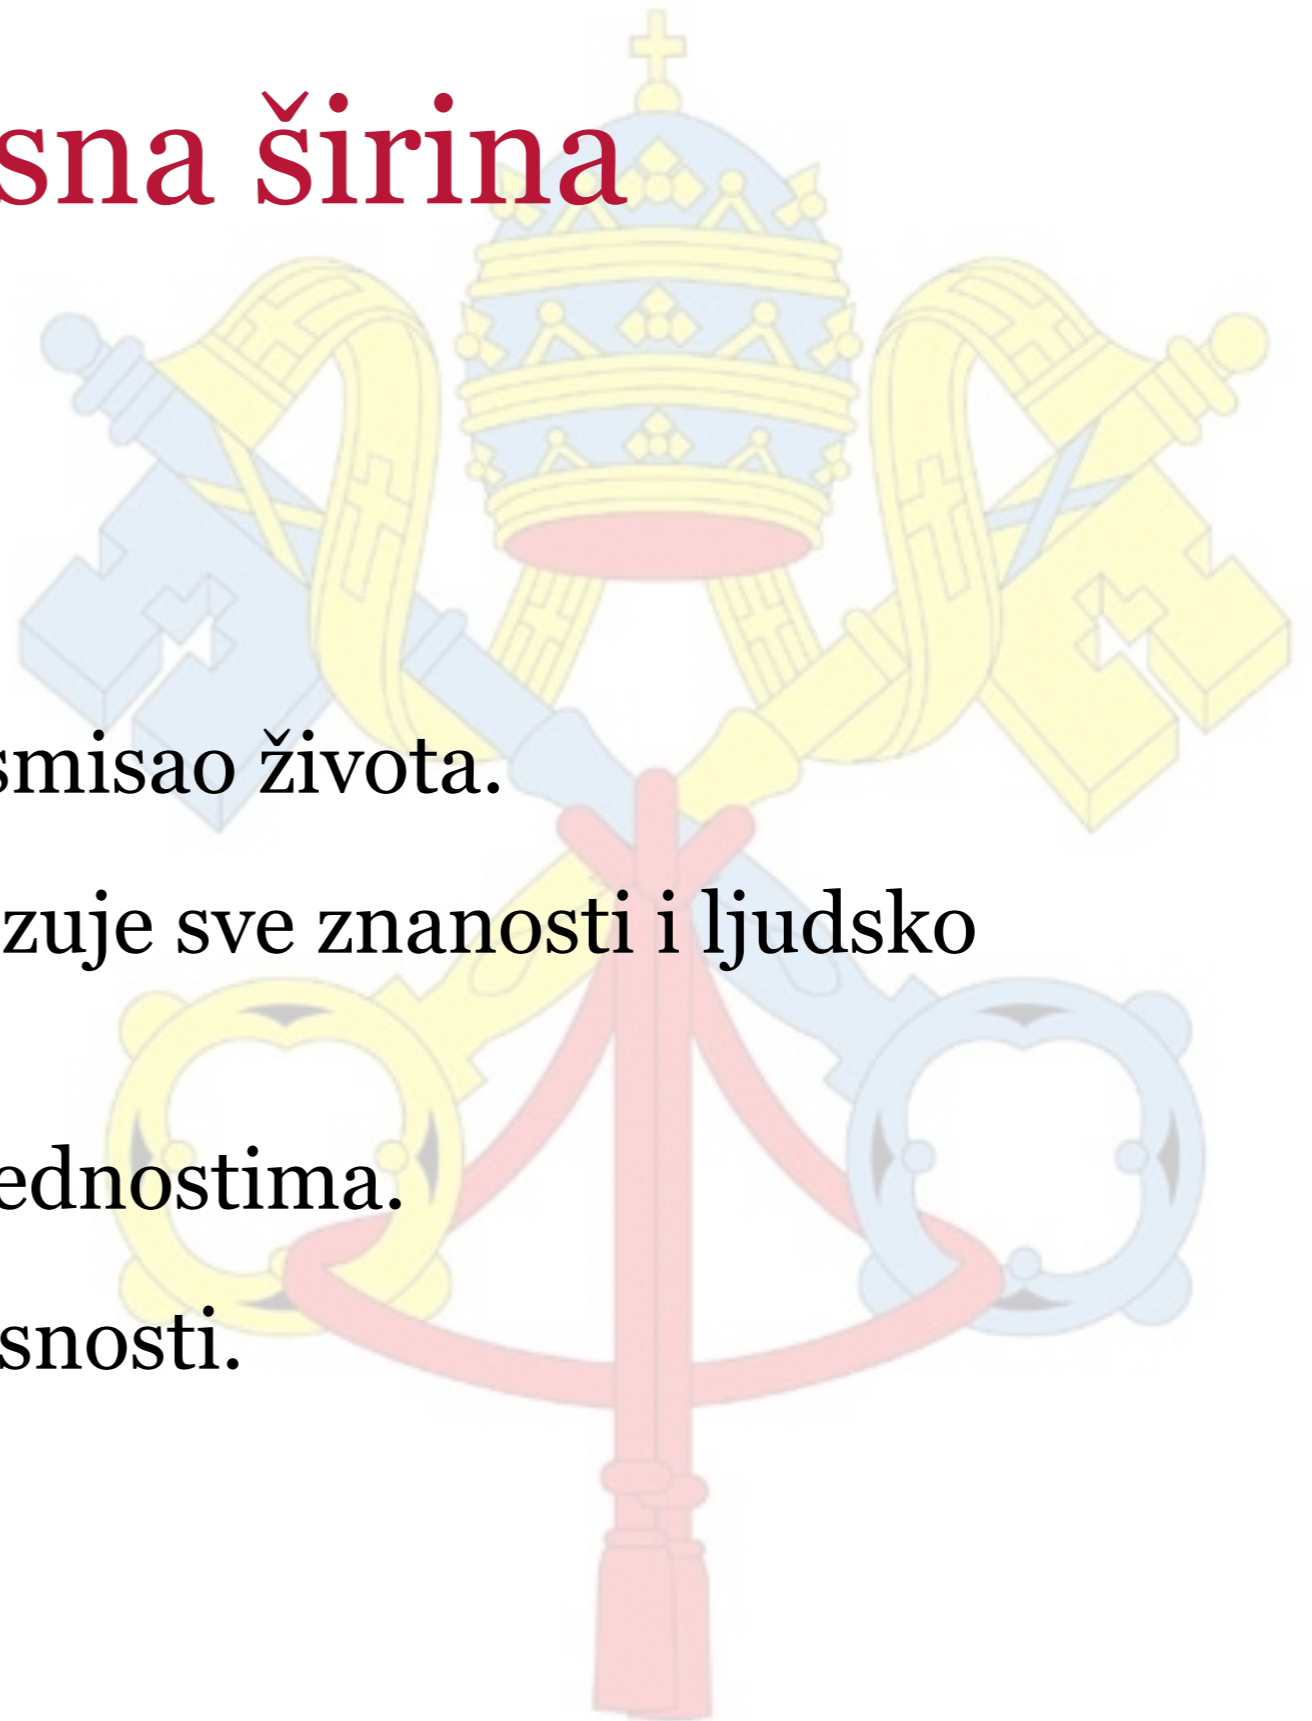 sna širina
smisao života.
zuje sve znanosti i ljudsko
ednostima.
snosti.